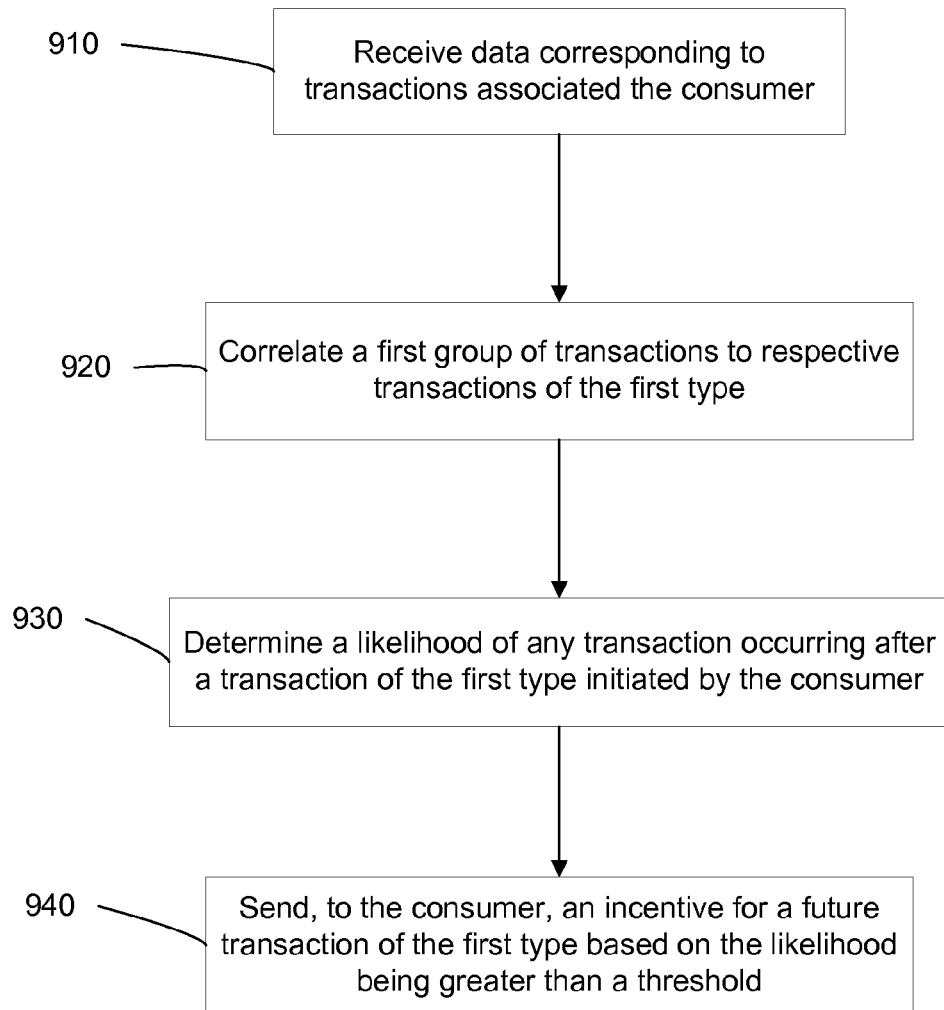 910
Receive data corresponding to
transactions associated the consumer
920
Correlate a first group of transactions to respective
transactions of the first type
930
Determine a likelihood of any transaction occurring after
a transaction of the first type initiated by the consumer
940
Send, to the consumer, an incentive for a future
transaction of the first type based on the likelihood
being greater than a threshold